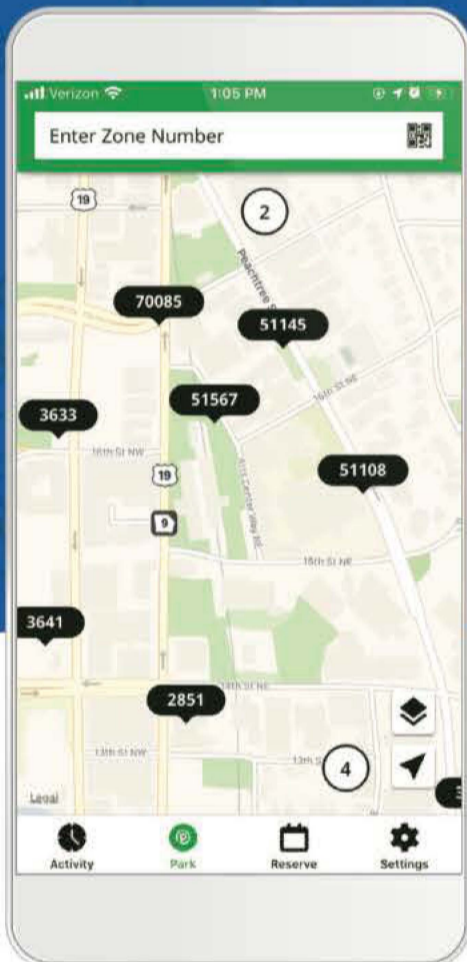 Verizon
1:05 PM
Enter Zone Number
19
2
Peachtree
70085
51145
16th St NE
3633
51567
16th St NW
51108
19
9
15th St NE
3641
14th St NE
2851
13th St NW
13th St
4
Legal
Activity
Park
Reserve
Settings